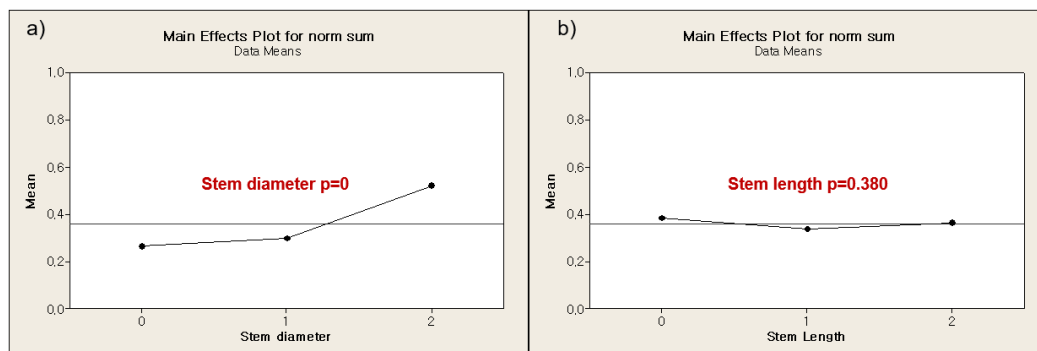 a)
Main Effects Plot for norm sum
Data Means
1,0
0,8
0,6
0,4
0,2
0,0
Mean
Stem diameter p=0
0
1
2
Stem diameter
b)
Main Effects Plot for norm sum
Data Means
1,0
0,8
0,6
0,4
0,2
0,0
Mean
Stem length p=0.380
0
1
2
Stem Length